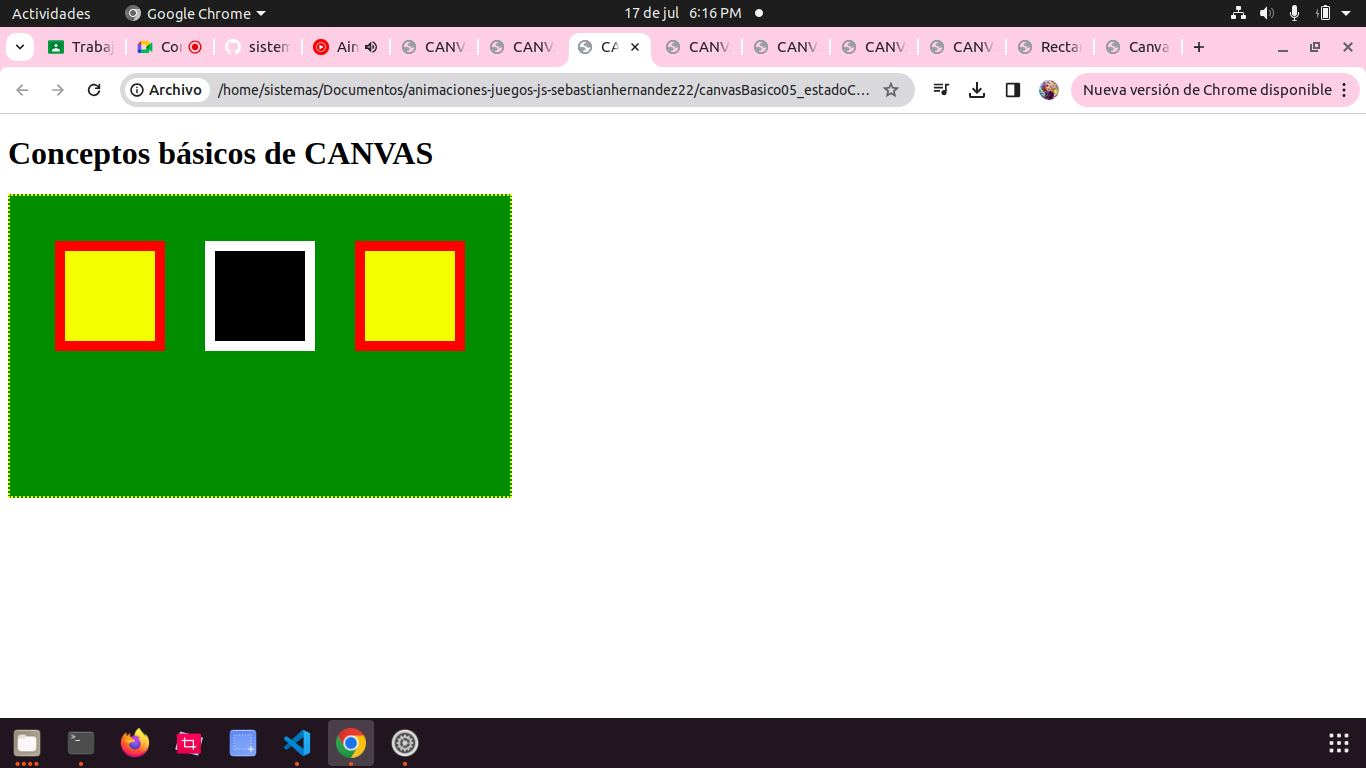 Actividades Google Chrome 17 de jul 6:16 PM
Trabaj Cor sistem Ain CANV CANV CA CANV CANV CANV CANV Rectar Canva
Archivo /home/sistemas/Documentos/animaciones-juegos-js-sebastianhernandez22/canvasBasico05_estadoC… Nueva versión de Chrome disponible
Conceptos básicos de CANVAS